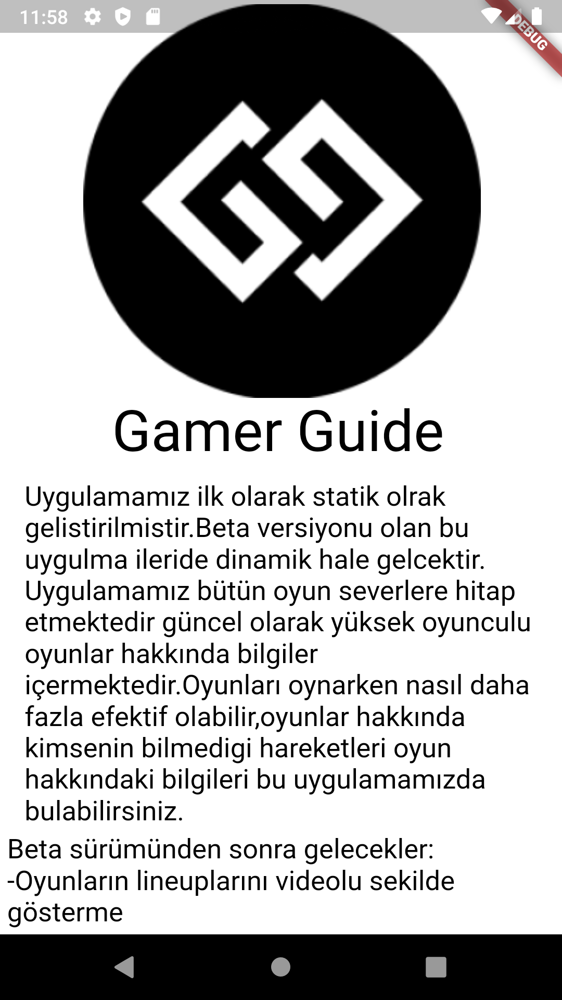 11:58
DEBUG
Gamer Guide
Uygulamamız ilk olarak statik olrak
gelistirilmistir.Beta versiyonu olan bu
uygulma ileride dinamik hale gelcektir.
Uygulamamız bütün oyun severlere hitap
etmektedir güncel olarak yüksek oyunculu
oyunlar hakkında bilgiler
içermektedir.Oyunları oynarken nasıl daha
fazla efektif olabilir,oyunlar hakkında
kimsenin bilmedigi hareketleri oyun
hakkındaki bilgileri bu uygulamamızda
bulabilirsiniz.
Beta sürümünden sonra gelecekler:
-Oyunların lineuplarını videolu sekilde
gösterme